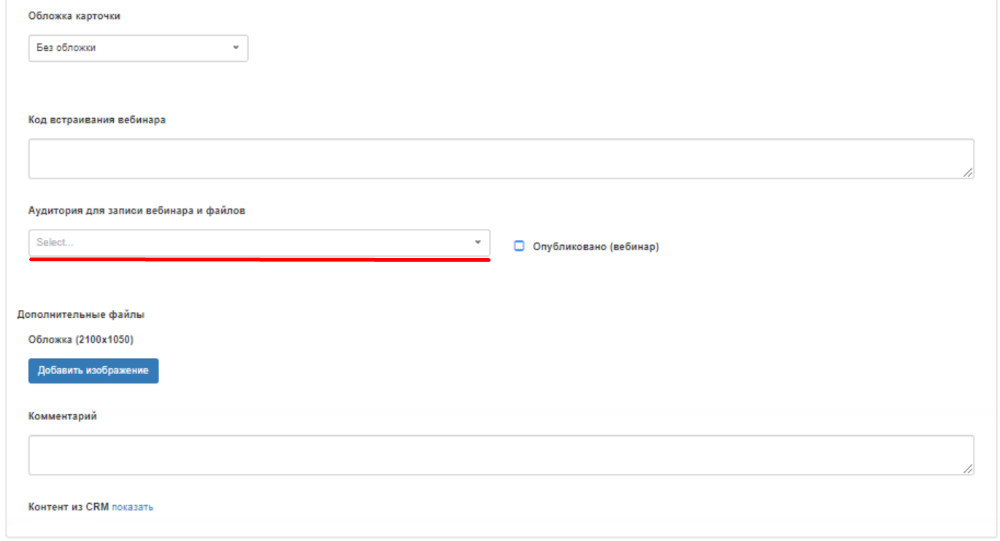 Обложка карточки
Без обложки
Код встраивания вебинара
Аудитория для записи вебинара и файлов
Select...
Опубликовано (вебинар)
Дополнительные файлы
Обложка (2100x1050)
Добавить изображение
Комментарий
Контент из CRM показать